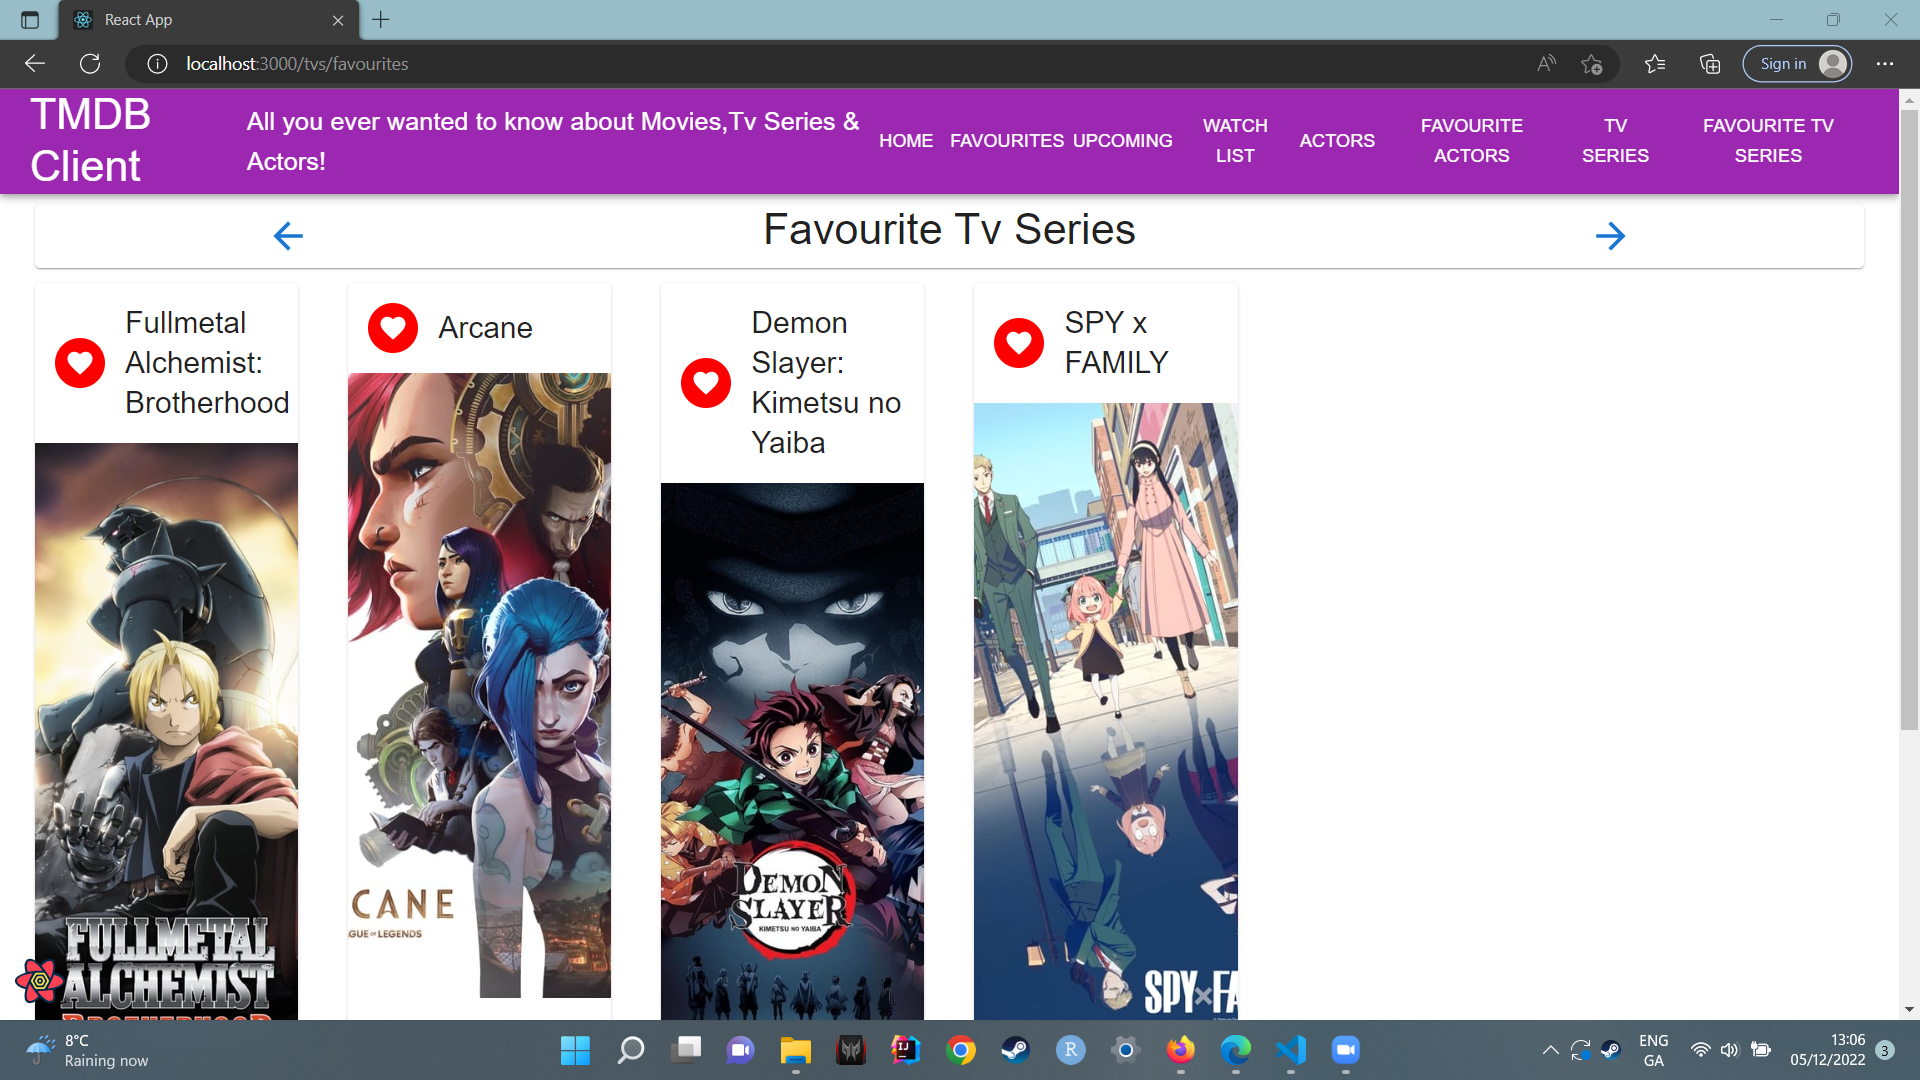 React App
localhost:3000/tvs/favourites
Sign in
TMDB
Client
All you ever wanted to know about Movies,Tv Series &
Actors!
HOME
FAVOURITES
UPCOMING
WATCH
LIST
ACTORS
FAVOURITE
ACTORS
TV
SERIES
FAVOURITE TV
SERIES
Favourite Tv Series
Fullmetal
Alchemist:
Brotherhood
Arcane
Demon
Slayer:
Kimetsu no
Yaiba
SPY x
FAMILY
FULLMETAL
ALCHEMIST
BROTHERHOOD
CANE
GUE OF LEGENDS
DEMON
SLAYER
KIMETSU NO YAIBA
SPY×FA
8°C
Raining now
IJ
R
ENG
GA
13:06
05/12/2022
3